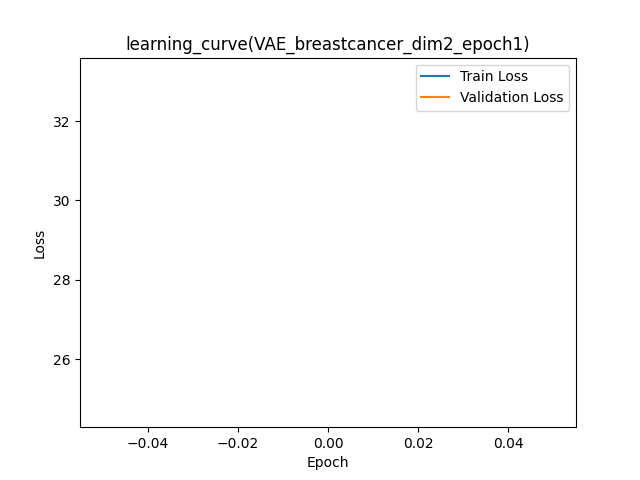 learning_curve(VAE_breastcancer_dim2_epoch1)
Train Loss
Validation Loss
32
30
28
26
Loss
−0.04 −0.02 0.00 0.02 0.04
Epoch